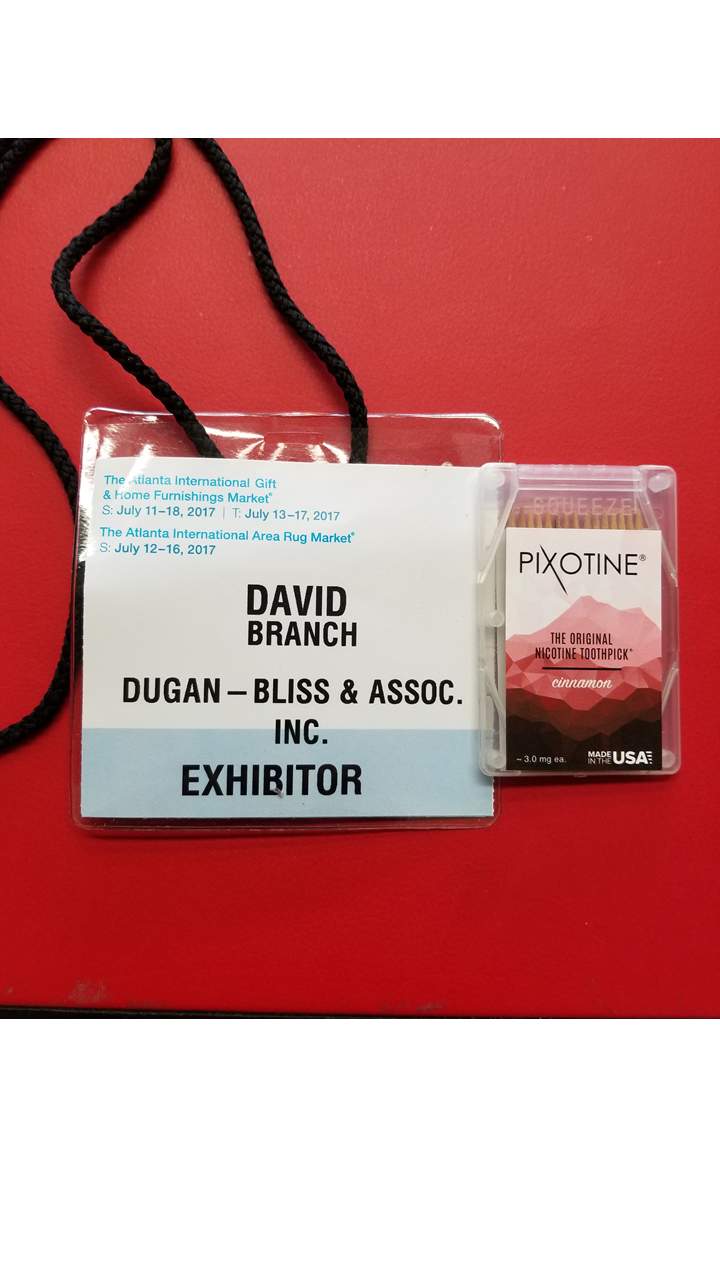 The Atlanta International Gift
& Home Furnishings Market®
S: July 11–18, 2017 | T: July 13–17, 2017
The Atlanta International Area Rug Market®
S: July 12–16, 2017
DAVID
BRANCH
DUGAN – BLISS & ASSOC.
INC.
EXHIBITOR
SQUEEZE
PIXOTINE®
THE ORIGINAL
NICOTINE TOOTHPICK®
cinnamon
~ 3.0 mg ea.
MADE IN THE USA